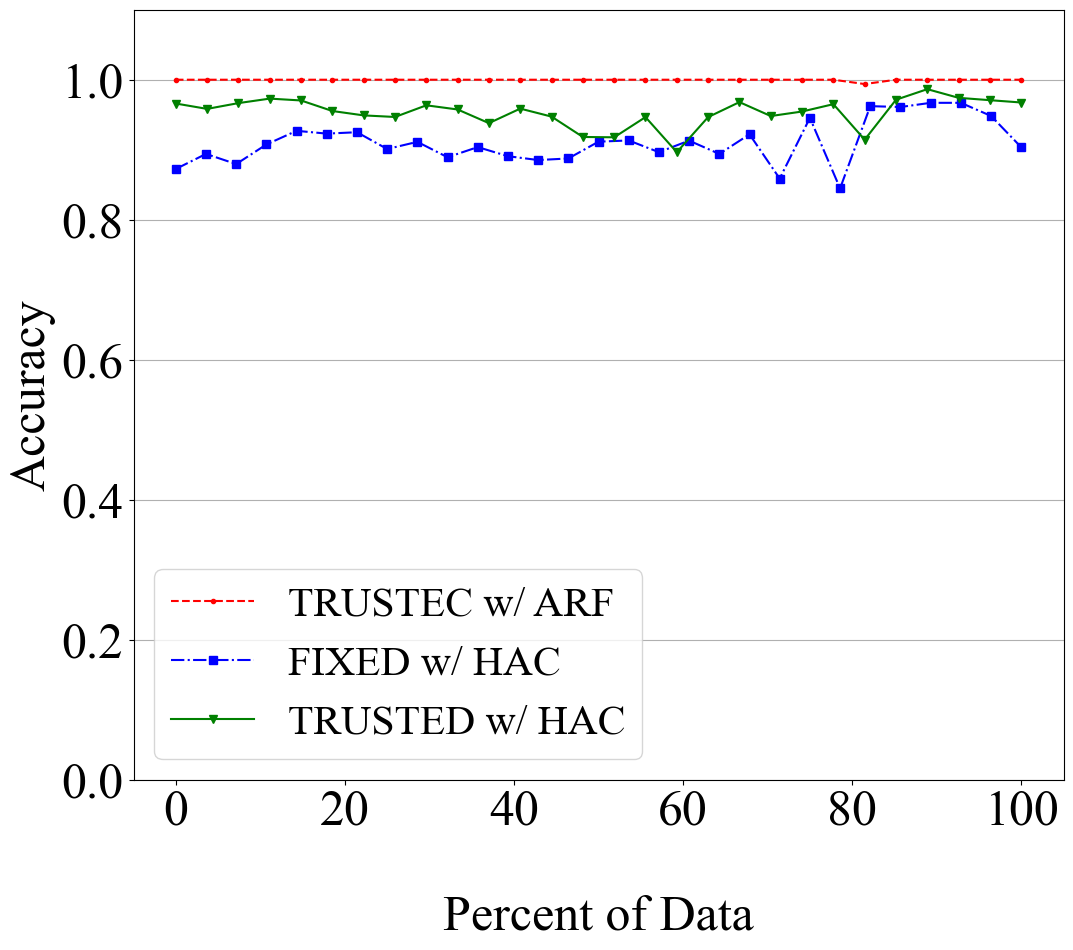 1.0
0.8
0.6
0.4
0.2
0.0
Accuracy
TRUSTEC w/ ARF
FIXED w/ HAC
TRUSTED w/ HAC
0 20 40 60 80 100
Percent of Data